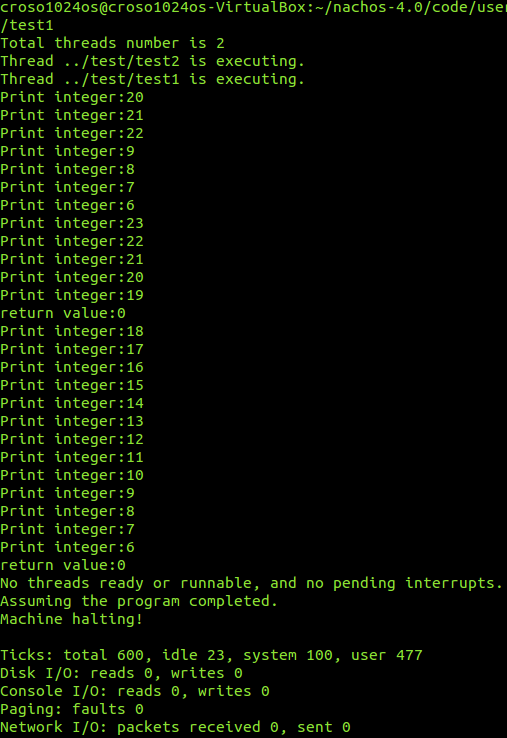 croso1024os@croso1024os-VirtualBox:~/nachos-4.0/code/user
/test1
Total threads number is 2
Thread ../test/test2 is executing.
Thread ../test/test1 is executing.
Print integer:20
Print integer:21
Print integer:22
Print integer:9
Print integer:8
Print integer:7
Print integer:6
Print integer:23
Print integer:22
Print integer:21
Print integer:20
Print integer:19
return value:0
Print integer:18
Print integer:17
Print integer:16
Print integer:15
Print integer:14
Print integer:13
Print integer:12
Print integer:11
Print integer:10
Print integer:9
Print integer:8
Print integer:7
Print integer:6
return value:0
No threads ready or runnable, and no pending interrupts.
Assuming the program completed.
Machine halting!
Ticks: total 600, idle 23, system 100, user 477
Disk I/O: reads 0, writes 0
Console I/O: reads 0, writes 0
Paging: faults 0
Network I/O: packets received 0, sent 0